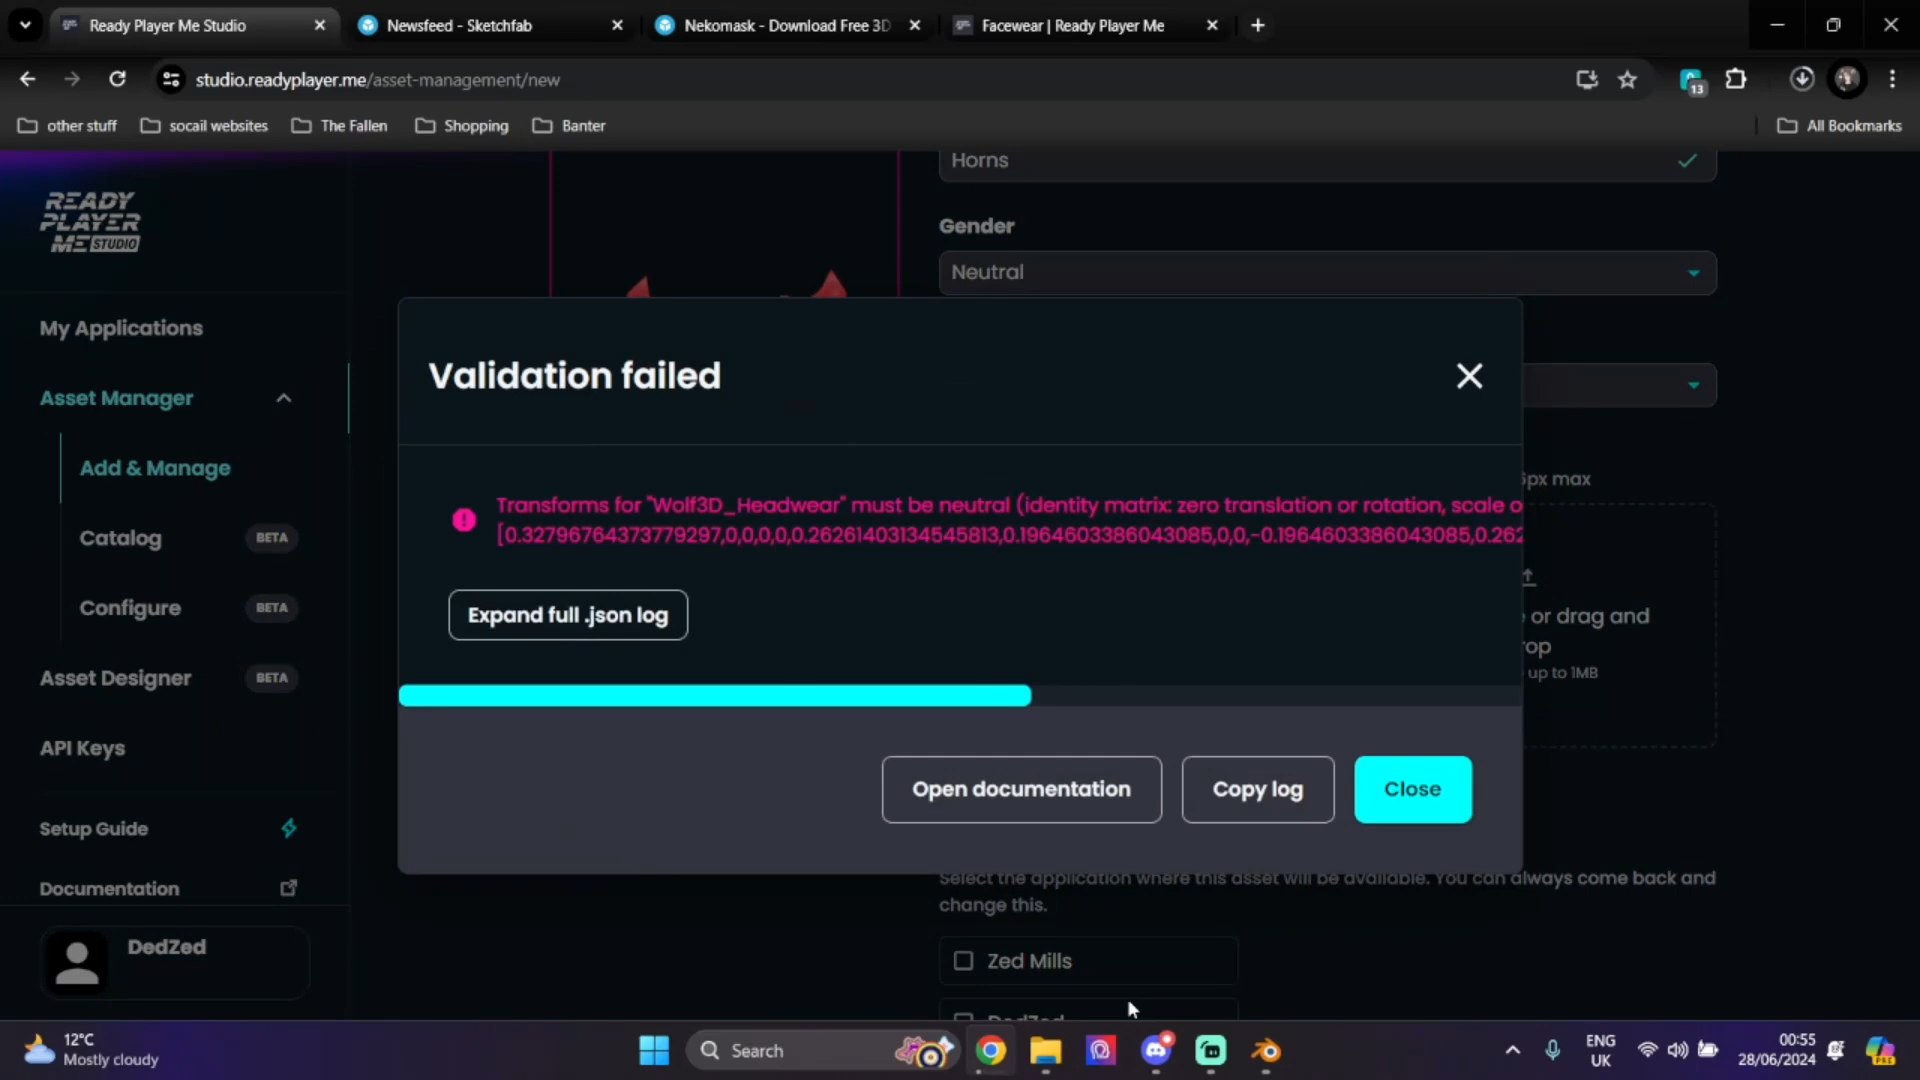 Ready Player Me Studio
Newsfeed - Sketchfab
Nekomask - Download Free 3D
Facewear | Ready Player Me
studio.readyplayer.me/asset-management/new
13
other stuff
socail websites
The Fallen
Shopping
Banter
All Bookmarks
READY
PLAYER
ME STUDIO
My Applications
Asset Manager
Add & Manage
Catalog BETA
Configure BETA
Asset Designer BETA
API Keys
Setup Guide
Documentation
DedZed
Horns
Gender
Neutral
px max
or drag and
up to 1MB
Validation failed
Transforms for "Wolf3D_Headwear" must be neutral (identity matrix: zero translation or rotation, scale o
[0.32796764373779297,0,0,0,0,0.26261403134545813,0.1964603386043085,0,0,-0.1964603386043085,0.262
Expand full .json log
Open documentation
Copy log
Close
Select the application where this asset will be available. You can always come back and
change this.
Zed Mills
DedZed
12°C
Mostly cloudy
Search
ENG
UK
00:55
28/06/2024
PRE